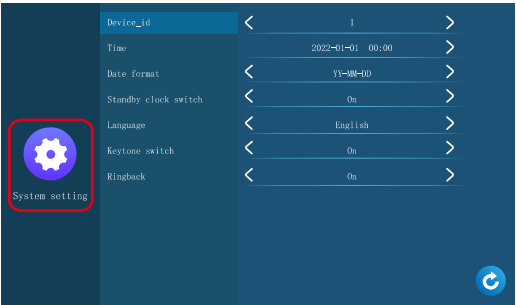 Device_id
1
Time
2022-01-01 00:00
Date format
YY-MM-DD
Standby clock switch
On
Language
English
Keytone switch
On
Ringback
On
System setting